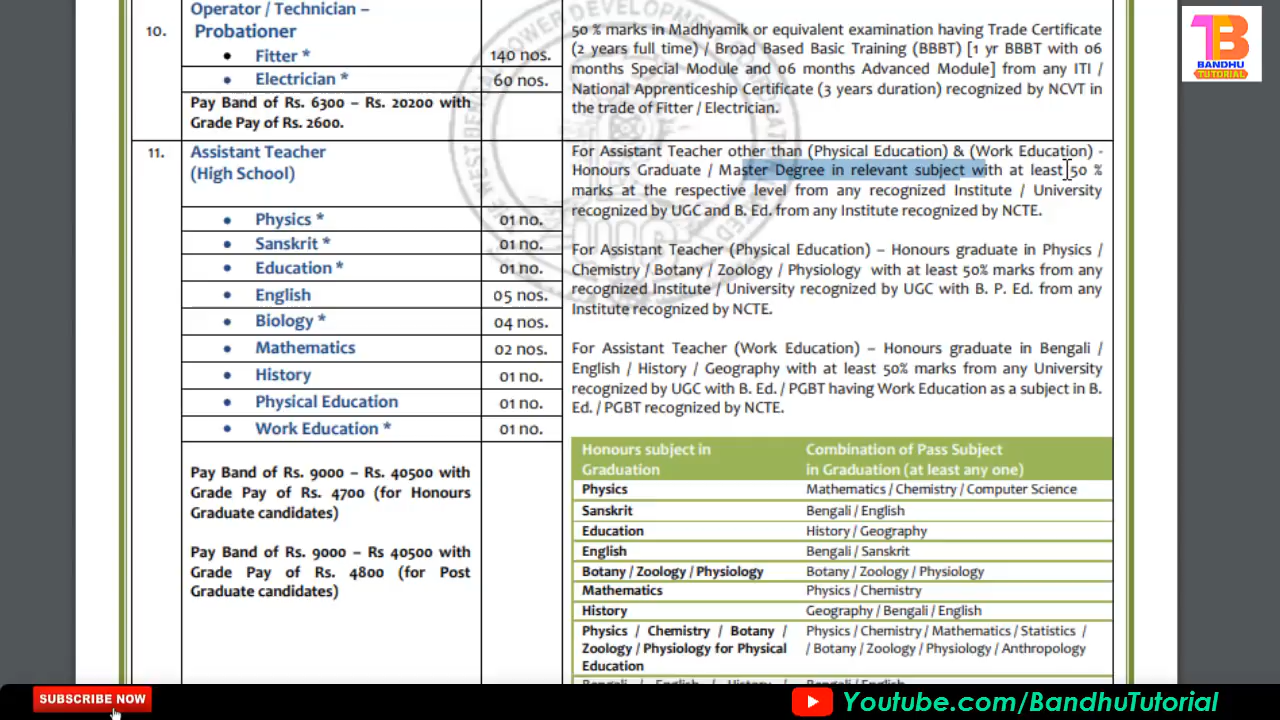 Operator / Technician –
10.
Probationer
• Fitter *
140 nos.
• Electrician *
60 nos.
Pay Band of Rs. 6300 – Rs. 20200 with
Grade Pay of Rs. 2600.
50 % marks in Madhyamik or equivalent examination having Trade Certificate
(2 years full time) / Broad Based Basic Training (BBBT) [1 yr BBBT with 06
months Special Module and 06 months Advanced Module] from any ITI /
National Apprenticeship Certificate (3 years duration) recognized by NCVT in
the trade of Fitter / Electrician.
11.
Assistant Teacher
(High School)
• Physics *
01 no.
• Sanskrit *
01 no.
• Education *
01 no.
• English
05 nos.
• Biology *
04 nos.
• Mathematics
02 nos.
• History
01 no.
• Physical Education
01 no.
• Work Education *
01 no.
Pay Band of Rs. 9000 – Rs. 40500 with
Grade Pay of Rs. 4700 (for Honours
Graduate candidates)
Pay Band of Rs. 9000 – Rs 40500 with
Grade Pay of Rs. 4800 (for Post
Graduate candidates)
For Assistant Teacher other than (Physical Education) & (Work Education) -
Honours Graduate / Master Degree in relevant subject with at least 50 %
marks at the respective level from any recognized Institute / University
recognized by UGC and B. Ed. from any Institute recognized by NCTE.
For Assistant Teacher (Physical Education) – Honours graduate in Physics /
Chemistry / Botany / Zoology / Physiology with at least 50% marks from any
recognized Institute / University recognized by UGC with B. P. Ed. from any
Institute recognized by NCTE.
For Assistant Teacher (Work Education) – Honours graduate in Bengali /
English / History / Geography with at least 50% marks from any University
recognized by UGC with B. Ed. / PGBT having Work Education as a subject in B.
Ed. / PGBT recognized by NCTE.
Honours subject in
Graduation
Combination of Pass Subject
in Graduation (at least any one)
Physics
Mathematics / Chemistry / Computer Science
Sanskrit
Bengali / English
Education
History / Geography
English
Bengali / Sanskrit
Botany / Zoology / Physiology
Botany / Zoology / Physiology
Mathematics
Physics / Chemistry
History
Geography / Bengali / English
Physics / Chemistry / Botany /
Zoology / Physiology for Physical
Education
Physics / Chemistry / Mathematics / Statistics /
/ Botany / Zoology / Physiology / Anthropology
Bengali / English / History /
Bengali / English
TB
BANDHU
TUTORIAL
SUBSCRIBE NOW
Youtube.com/BandhuTutorial